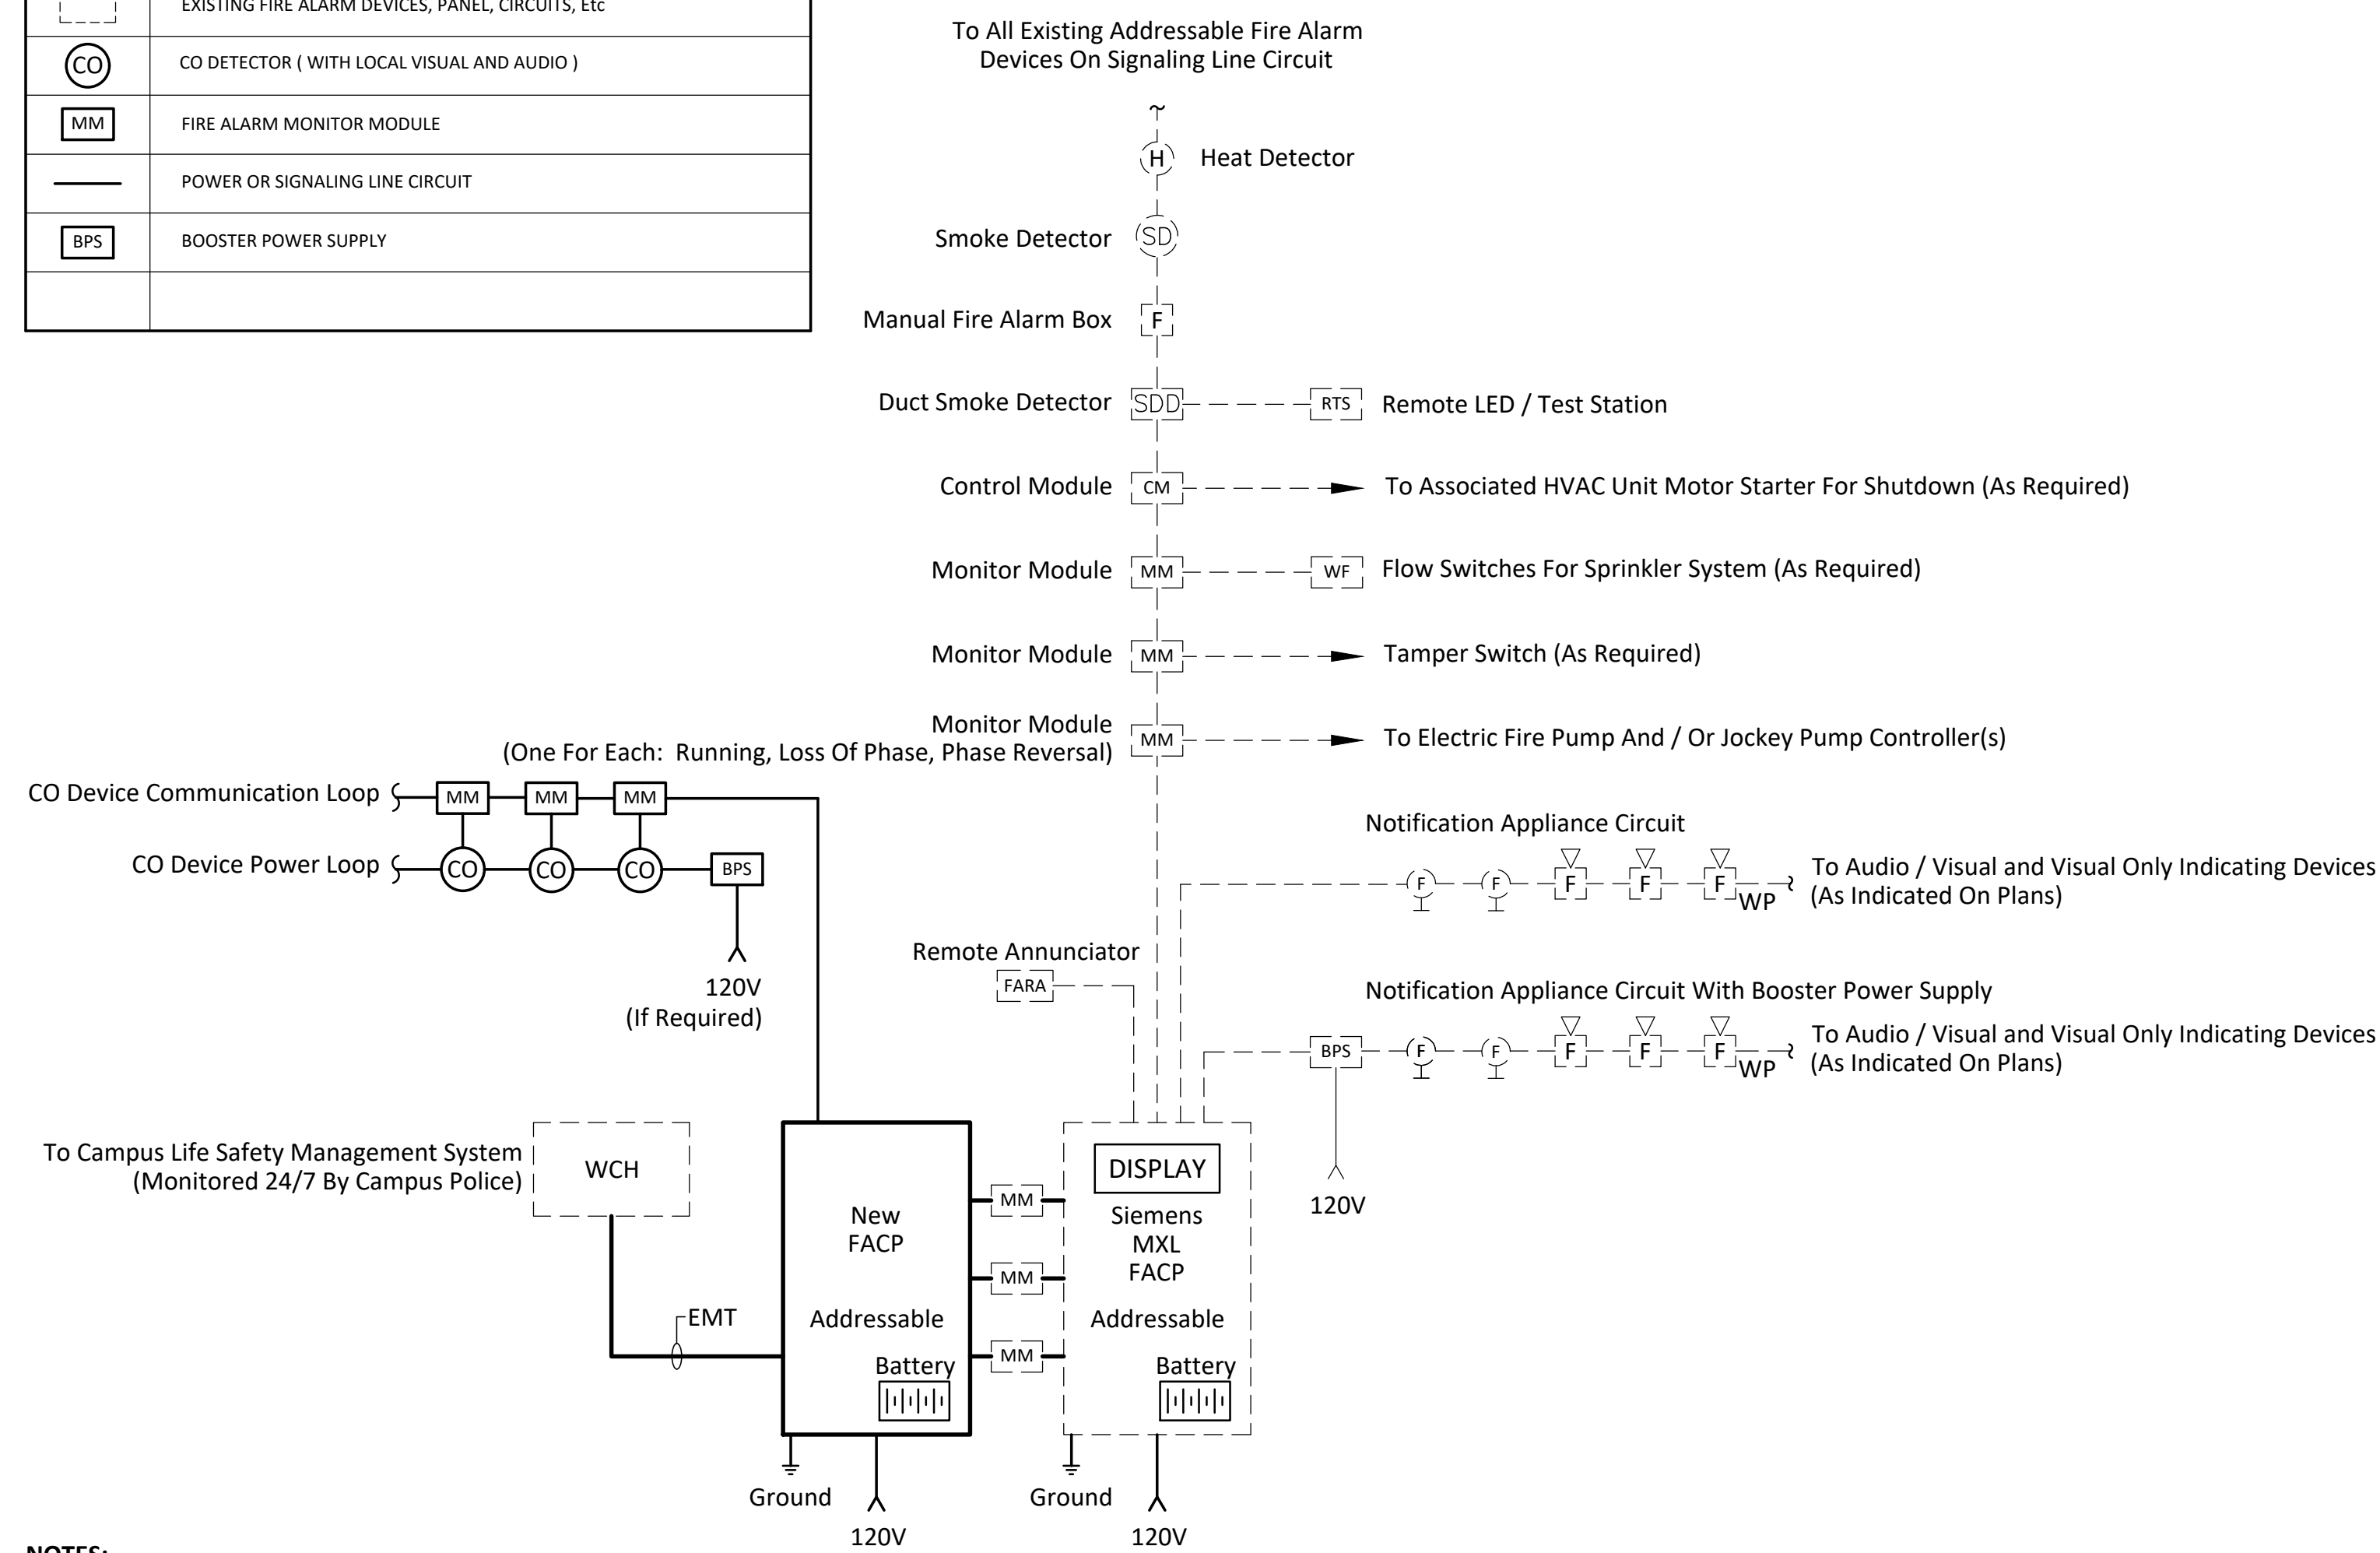 EXISTING FIRE ALARM DEVICES, PANEL, CIRCUITS, Etc
CO
CO DETECTOR ( WITH LOCAL VISUAL AND AUDIO )
MM
FIRE ALARM MONITOR MODULE
POWER OR SIGNALING LINE CIRCUIT
BPS
BOOSTER POWER SUPPLY
To All Existing Addressable Fire Alarm
Devices On Signaling Line Circuit
H
Heat Detector
Smoke Detector
SD
Manual Fire Alarm Box
F
Duct Smoke Detector
SDD
RTS
Remote LED / Test Station
Control Module
CM
To Associated HVAC Unit Motor Starter For Shutdown (As Required)
Monitor Module
MM
WF
Flow Switches For Sprinkler System (As Required)
Monitor Module
MM
Tamper Switch (As Required)
Monitor Module
(One For Each: Running, Loss Of Phase, Phase Reversal)
MM
To Electric Fire Pump And / Or Jockey Pump Controller(s)
CO Device Communication Loop
MM
MM
MM
CO Device Power Loop
CO
CO
CO
BPS
120V
(If Required)
Notification Appliance Circuit
F
F
F
F
F
WP
To Audio / Visual and Visual Only Indicating Devices
(As Indicated On Plans)
Remote Annunciator
FARA
Notification Appliance Circuit With Booster Power Supply
BPS
F
F
F
F
F
WP
To Audio / Visual and Visual Only Indicating Devices
(As Indicated On Plans)
120V
To Campus Life Safety Management System
(Monitored 24/7 By Campus Police)
WCH
EMT
New
FACP
Addressable
Battery
MM
MM
MM
DISPLAY
Siemens
MXL
FACP
Addressable
Battery
Ground
120V
Ground
120V
NOTES: